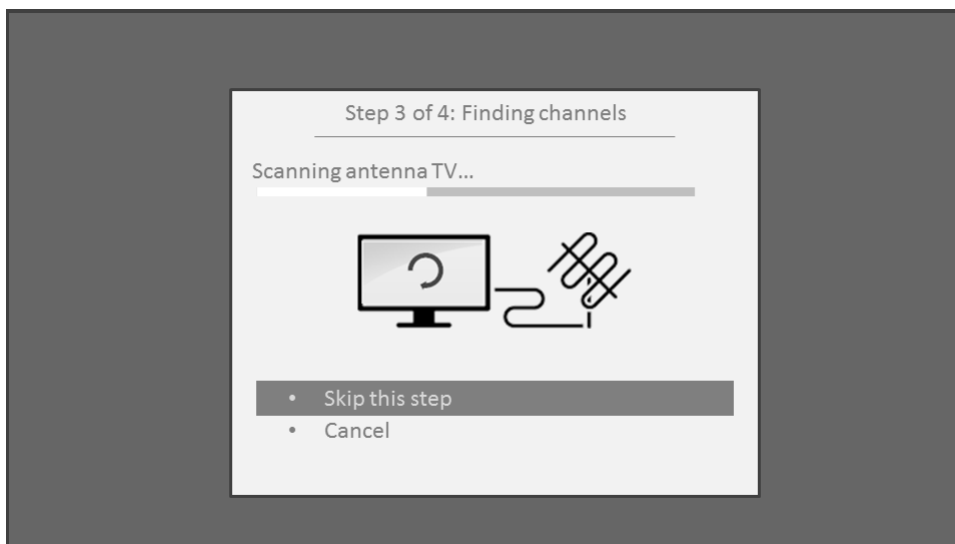 Step 3 of 4: Finding channels
Scanning antenna TV...
• Skip this step
• Cancel